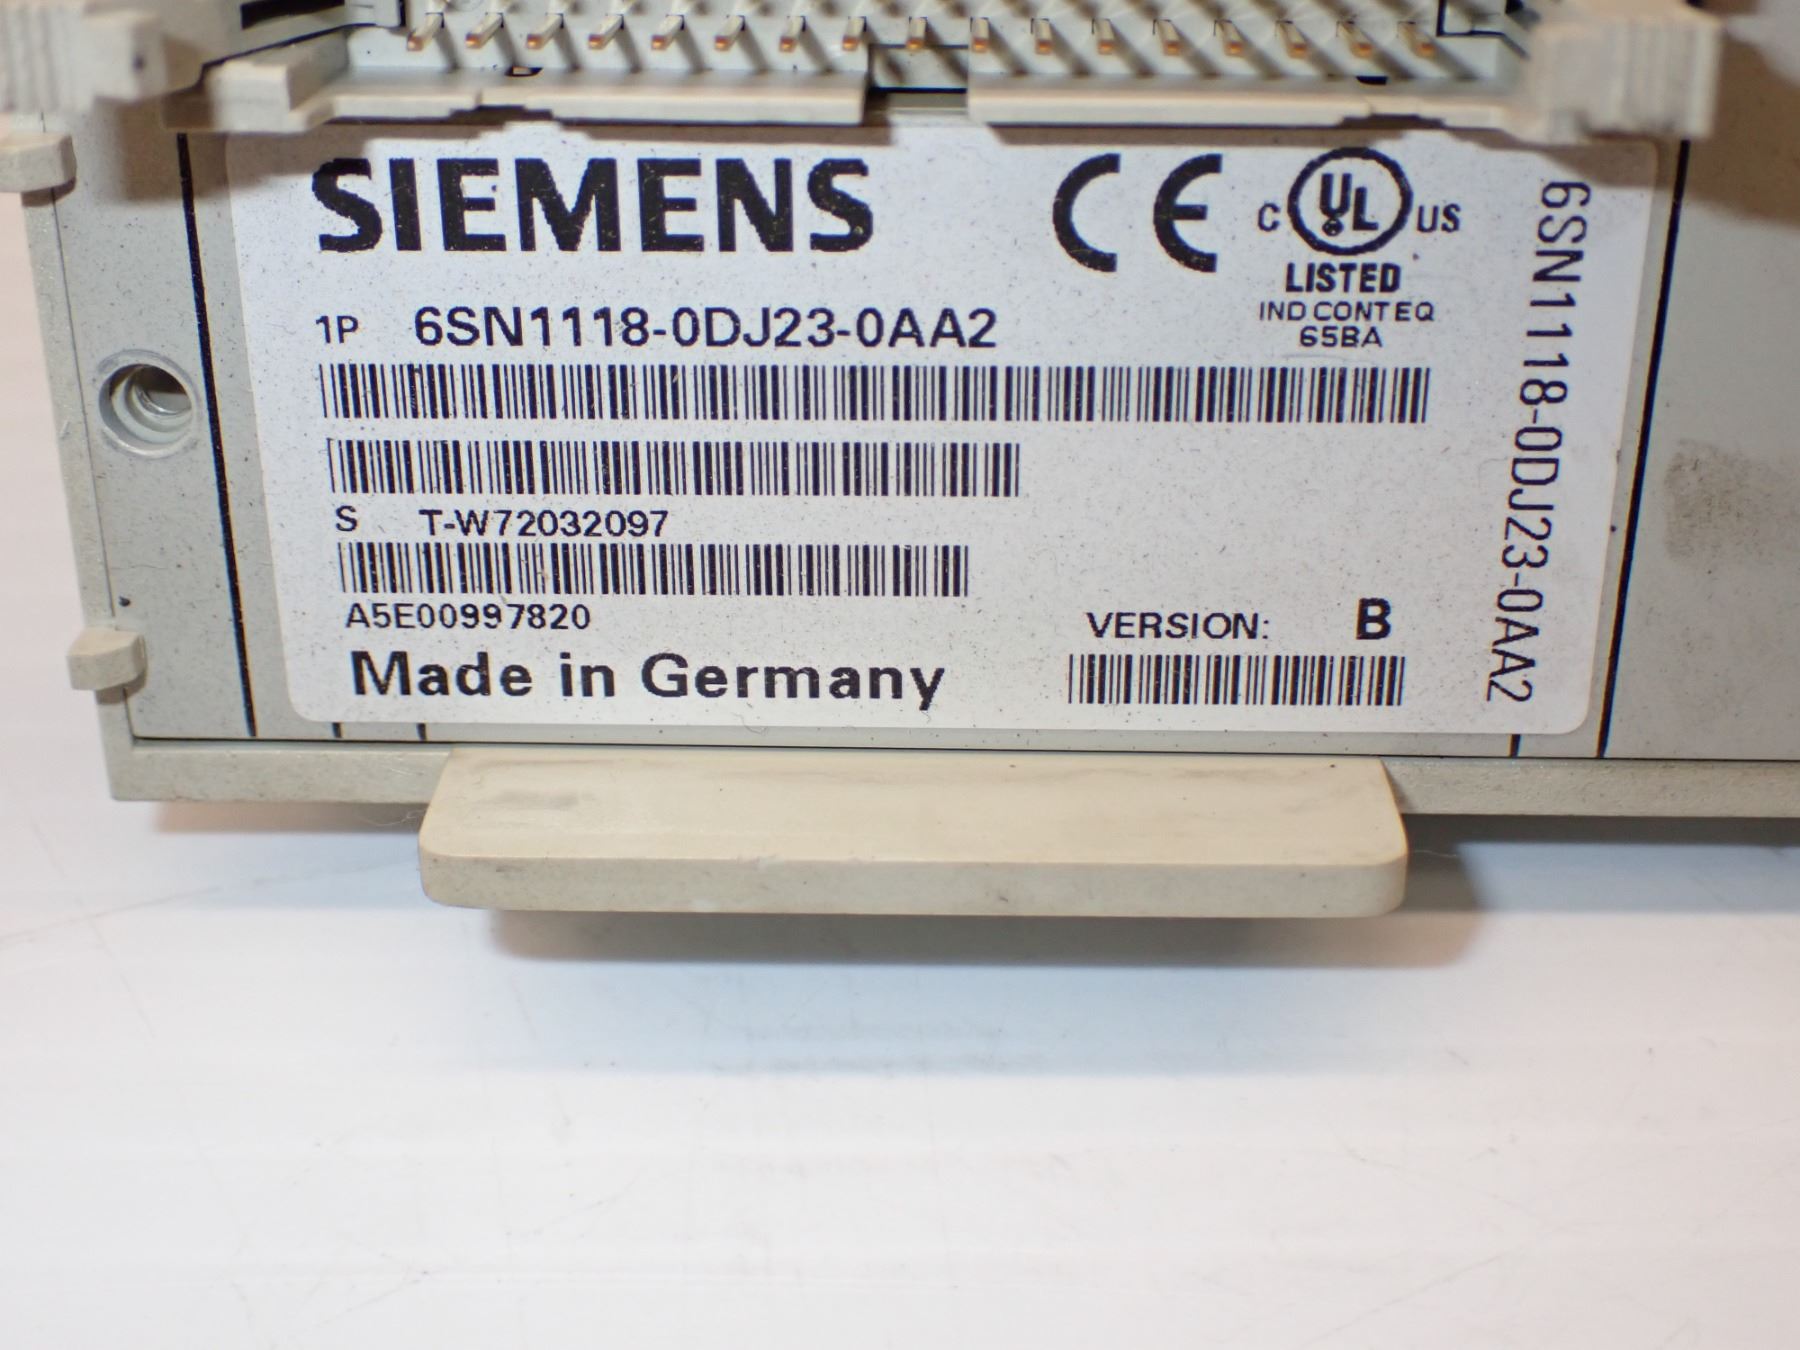 SIEMENS
CE
C UL US
LISTED
IND CONT EQ
65BA
1P 6SN1118-0DJ23-0AA2
S T-W72032097
A5E00997820
Made in Germany
VERSION: B
6SN1118-0DJ23-0AA2